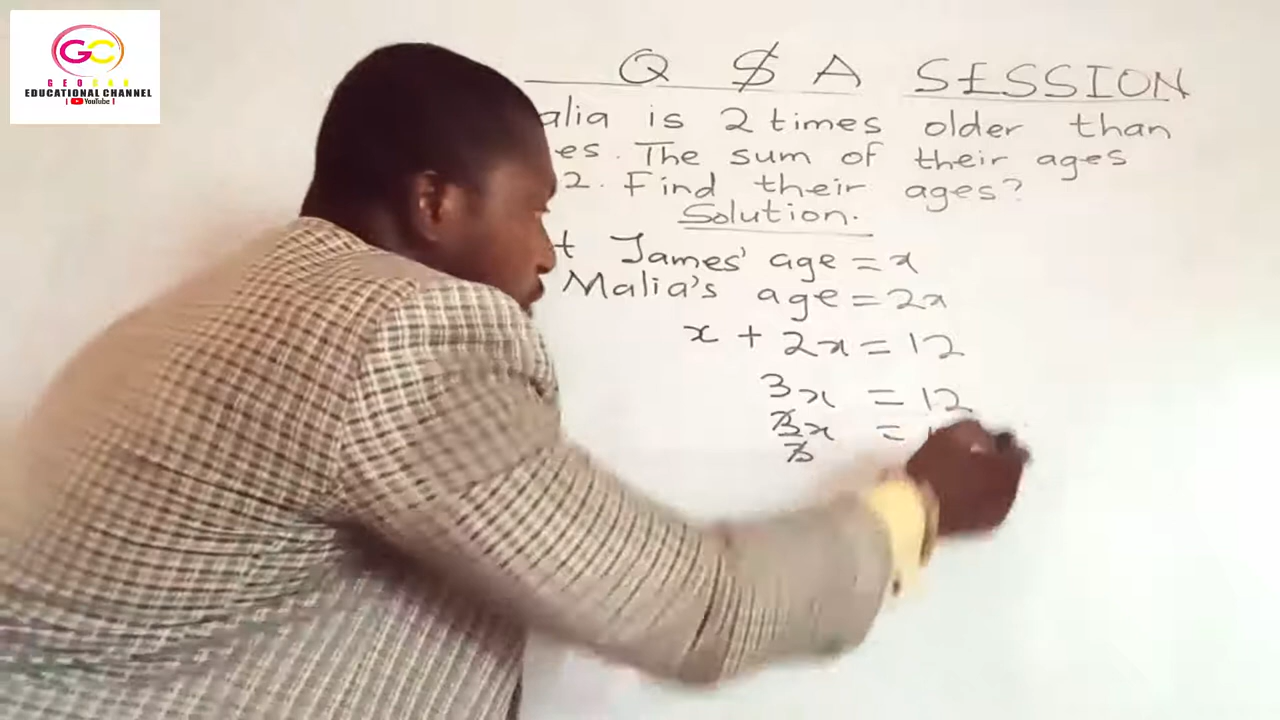 GC
EDUCATIONAL CHANNEL
YouTube
Q & A SESSION
alia is 2 times older than
es. The sum of their ages
2. Find their ages?
Solution.
t James' age = x
Malia's age = 2x
x + 2x = 12
3x = 12
3x =
3